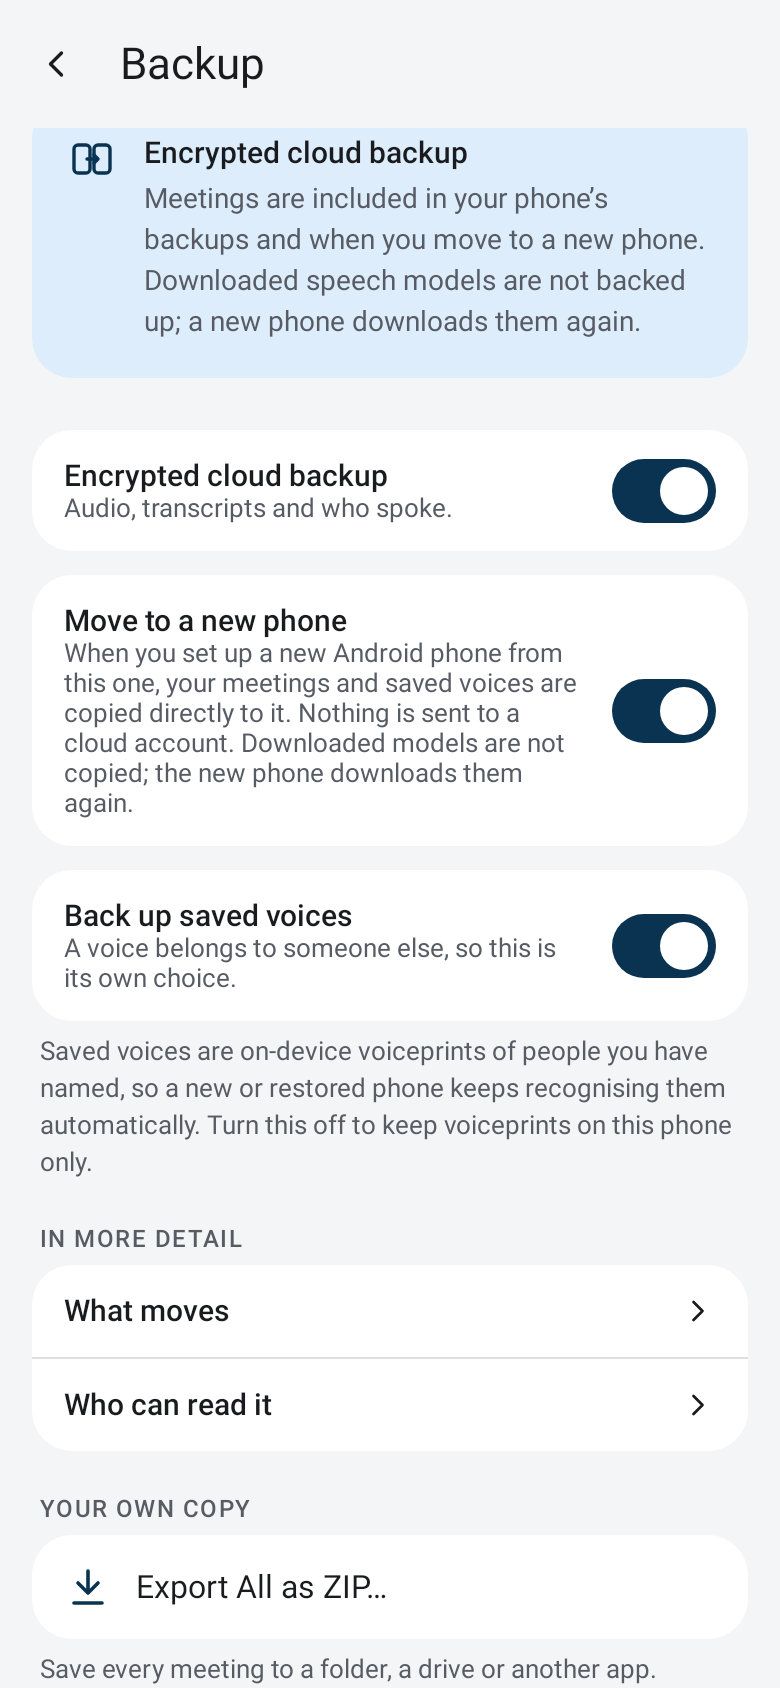 Backup
Encrypted cloud backup
Meetings are included in your phone’s
backups and when you move to a new phone.
Downloaded speech models are not backed
up; a new phone downloads them again.
Encrypted cloud backup
Audio, transcripts and who spoke.
Move to a new phone
When you set up a new Android phone from
this one, your meetings and saved voices are
copied directly to it. Nothing is sent to a
cloud account. Downloaded models are not
copied; the new phone downloads them
again.
Back up saved voices
A voice belongs to someone else, so this is
its own choice.
Saved voices are on-device voiceprints of people you have
named, so a new or restored phone keeps recognising them
automatically. Turn this off to keep voiceprints on this phone
only.
IN MORE DETAIL
What moves
Who can read it
YOUR OWN COPY
Export All as ZIP…
Save every meeting to a folder, a drive or another app.